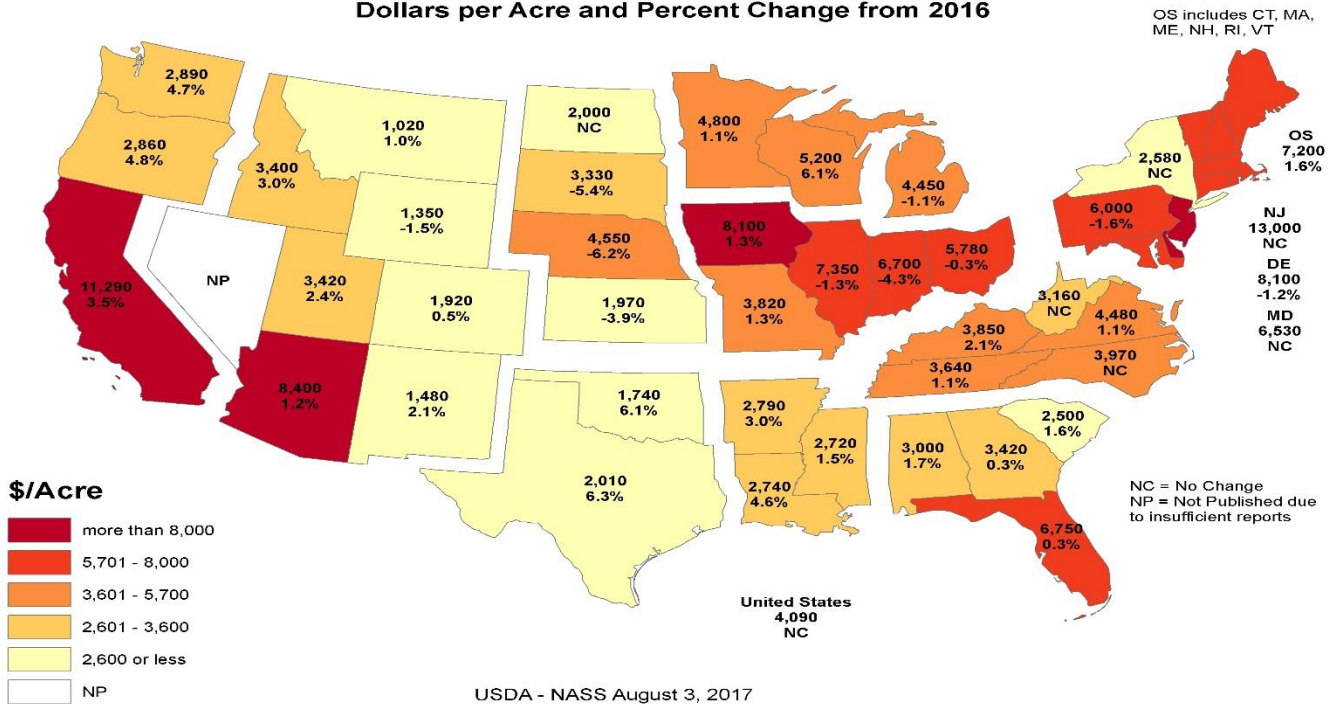 Dollars per Acre and Percent Change from 2016
OS includes CT, MA,
ME, NH, RI, VT
2,890
4.7%
2,860
4.8%
3,400
3.0%
1,020
1.0%
1,350
-1.5%
11,290
3.5%
NP
3,420
2.4%
1,920
0.5%
8,400
1.2%
1,480
2.1%
2,000
NC
3,330
-5.4%
4,550
-6.2%
1,970
-3.9%
1,740
6.1%
2,010
6.3%
4,800
1.1%
5,200
6.1%
4,450
-1.1%
8,100
1.3%
3,820
1.3%
7,350
-1.3%
6,700
-4.3%
5,780
-0.3%
2,790
3.0%
2,740
4.6%
2,720
1.5%
3,850
2.1%
3,640
1.1%
3,160
NC
4,480
1.1%
3,970
NC
3,000
1.7%
3,420
0.3%
2,500
1.6%
6,750
0.3%
2,580
NC
6,000
-1.6%
OS
7,200
1.6%
NJ
13,000
NC
DE
8,100
-1.2%
MD
6,530
NC
NC = No Change
NP = Not Published due
to insufficient reports
United States
4,090
NC
$/Acre
more than 8,000
5,701 - 8,000
3,601 - 5,700
2,601 - 3,600
2,600 or less
NP
USDA - NASS August 3, 2017